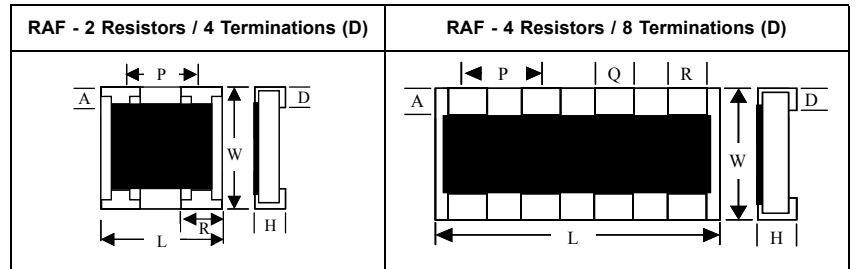 RAF - 2 Resistors / 4 Terminations (D)
RAF - 4 Resistors / 8 Terminations (D)
P
A
D
W
R
H
L
P
Q
R
A
D
W
L
H